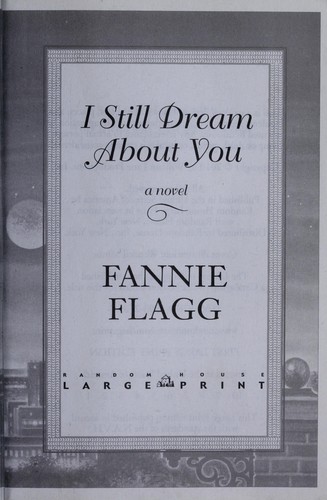 I Still Dream
About You
a novel
FANNIE
FLAGG
RANDOM HOUSE
LARGE PRINT